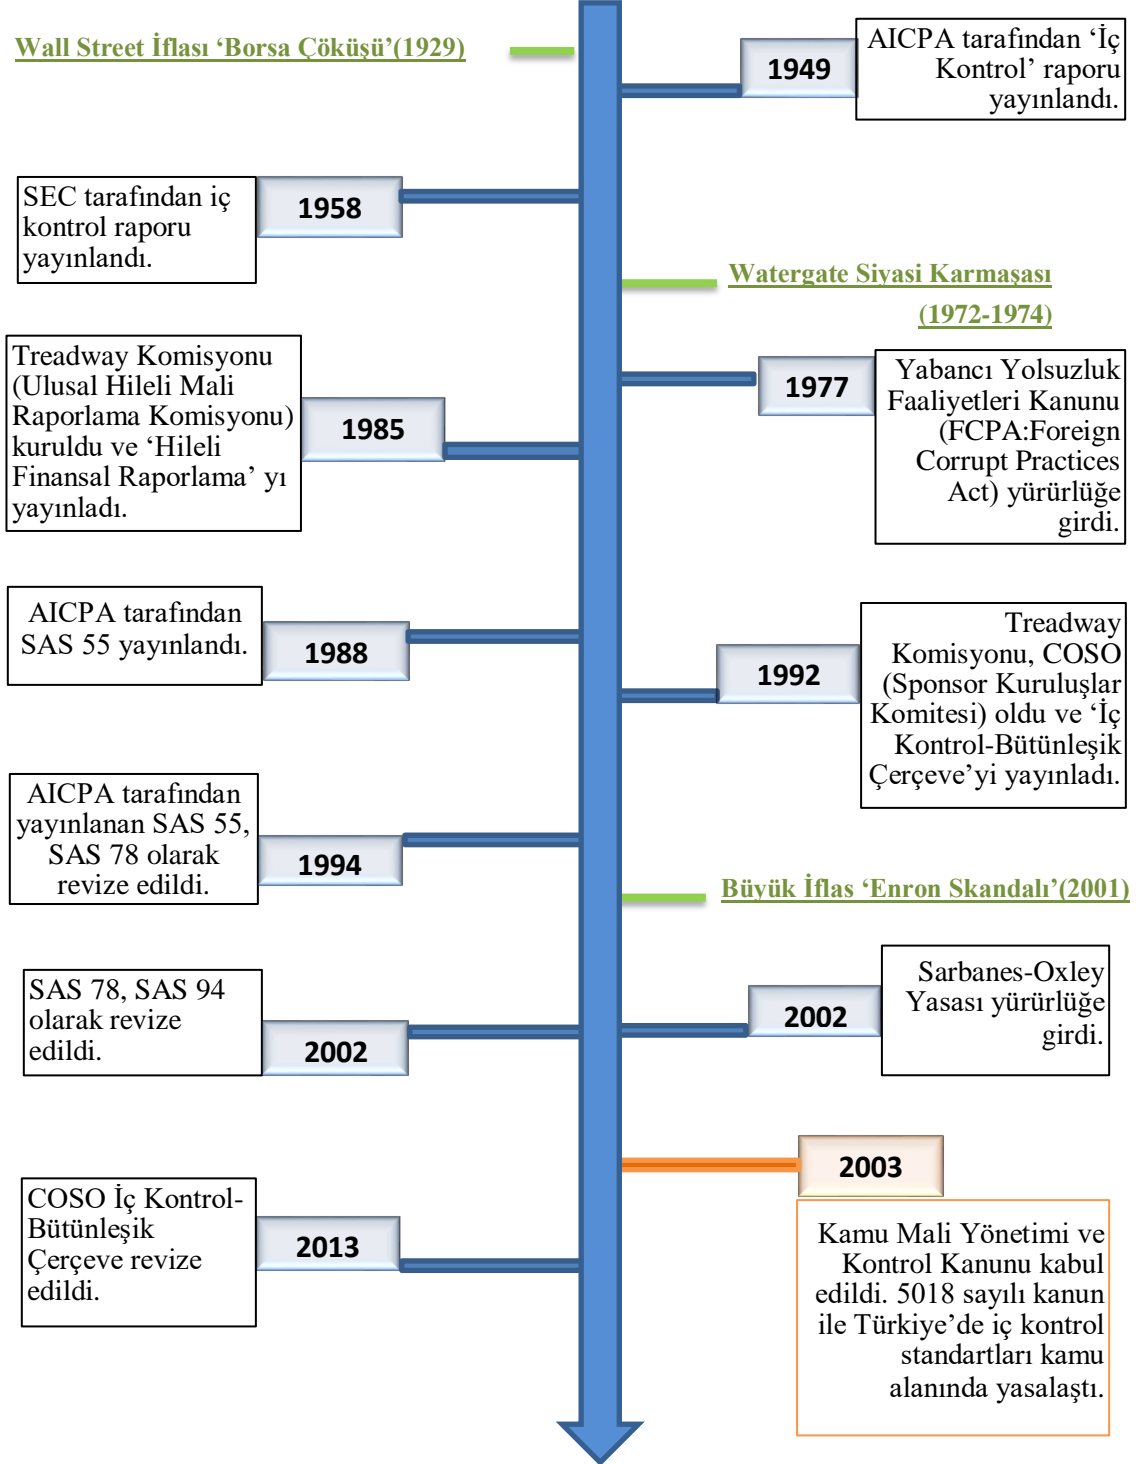 Wall Street İflası ‘Borsa Çöküşü’(1929)
1949
AICPA tarafından ‘İç
Kontrol’ raporu
yayınlandı.
1958
SEC tarafından iç
kontrol raporu
yayınlandı.
Watergate Siyasi Karmaşası
(1972-1974)
1977
Yabancı Yolsuzluk
Faaliyetleri Kanunu
(FCPA:Foreign
Corrupt Practices
Act) yürürlüğe
girdi.
1985
Treadway Komisyonu
(Ulusal Hileli Mali
Raporlama Komisyonu)
kuruldu ve ‘Hileli
Finansal Raporlama’ yı
yayınladı.
1988
AICPA tarafından
SAS 55 yayınlandı.
1992
Treadway
Komisyonu, COSO
(Sponsor Kuruluşlar
Komitesi) oldu ve ‘İç
Kontrol-Bütünleşik
Çerçeve’yi yayınladı.
1994
AICPA tarafından
yayınlanan SAS 55,
SAS 78 olarak
revize edildi.
Büyük İflas ‘Enron Skandalı’(2001)
2002
Sarbanes-Oxley
Yasası yürürlüğe
girdi.
2002
SAS 78, SAS 94
olarak revize
edildi.
2003
Kamu Mali Yönetimi ve
Kontrol Kanunu kabul
edildi. 5018 sayılı kanun
ile Türkiye’de iç kontrol
standartları kamu
alanında yasalaştı.
2013
COSO İç Kontrol-
Bütünleşik
Çerçeve revize
edildi.